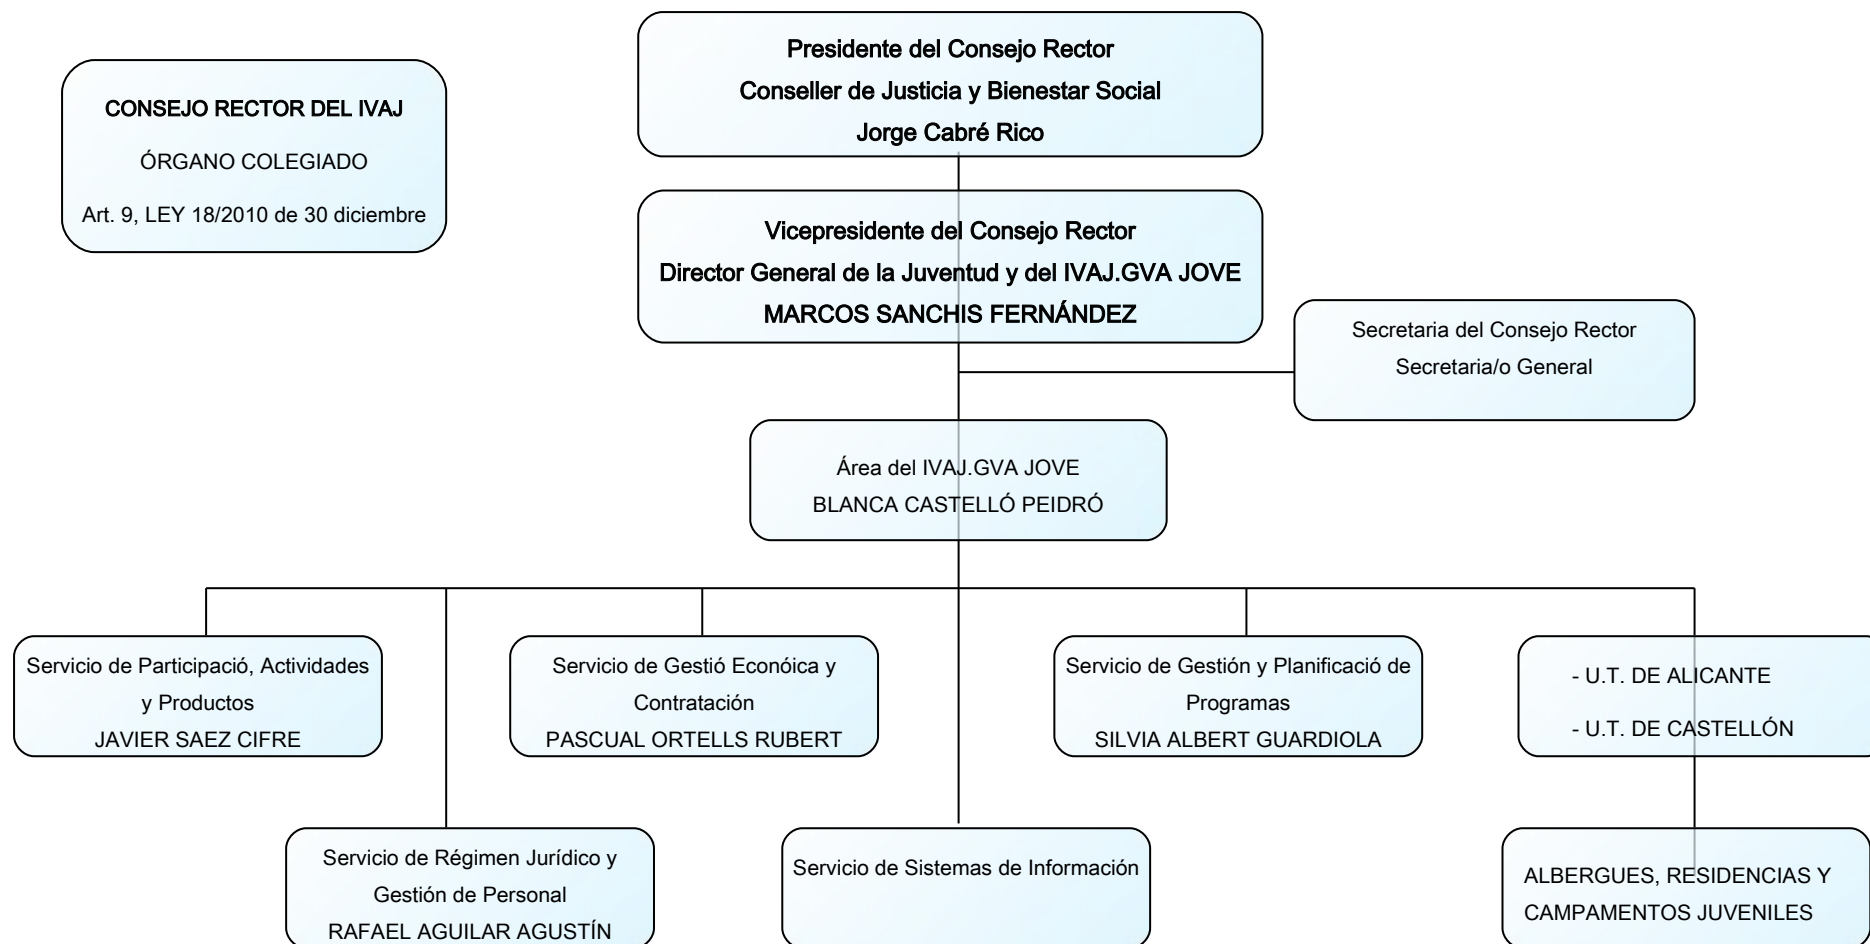 Presidente del Consejo Rector
Conseller de Justicia y Bienestar Social
Jorge Cabré Rico
CONSEJO RECTOR DEL IVAJ
ÓRGANO COLEGIADO
Art. 9, LEY 18/2010 de 30 diciembre
Vicepresidente del Consejo Rector
Director General de la Juventud y del IVAJ.GVA JOVE
MARCOS SANCHIS FERNÁNDEZ
Secretaria del Consejo Rector
Secretaria/o General
Área del IVAJ.GVA JOVE
BLANCA CASTELLÓ PEIDRÓ
Servicio de Participació, Actividades
y Productos
JAVIER SAEZ CIFRE
Servicio de Gestió Econóica y
Contratación
PASCUAL ORTELLS RUBERT
Servicio de Gestión y Planificació de
Programas
SILVIA ALBERT GUARDIOLA
- U.T. DE ALICANTE
- U.T. DE CASTELLÓN
Servicio de Régimen Jurídico y
Gestión de Personal
RAFAEL AGUILAR AGUSTÍN
Servicio de Sistemas de Información
ALBERGUES, RESIDENCIAS Y
CAMPAMENTOS JUVENILES